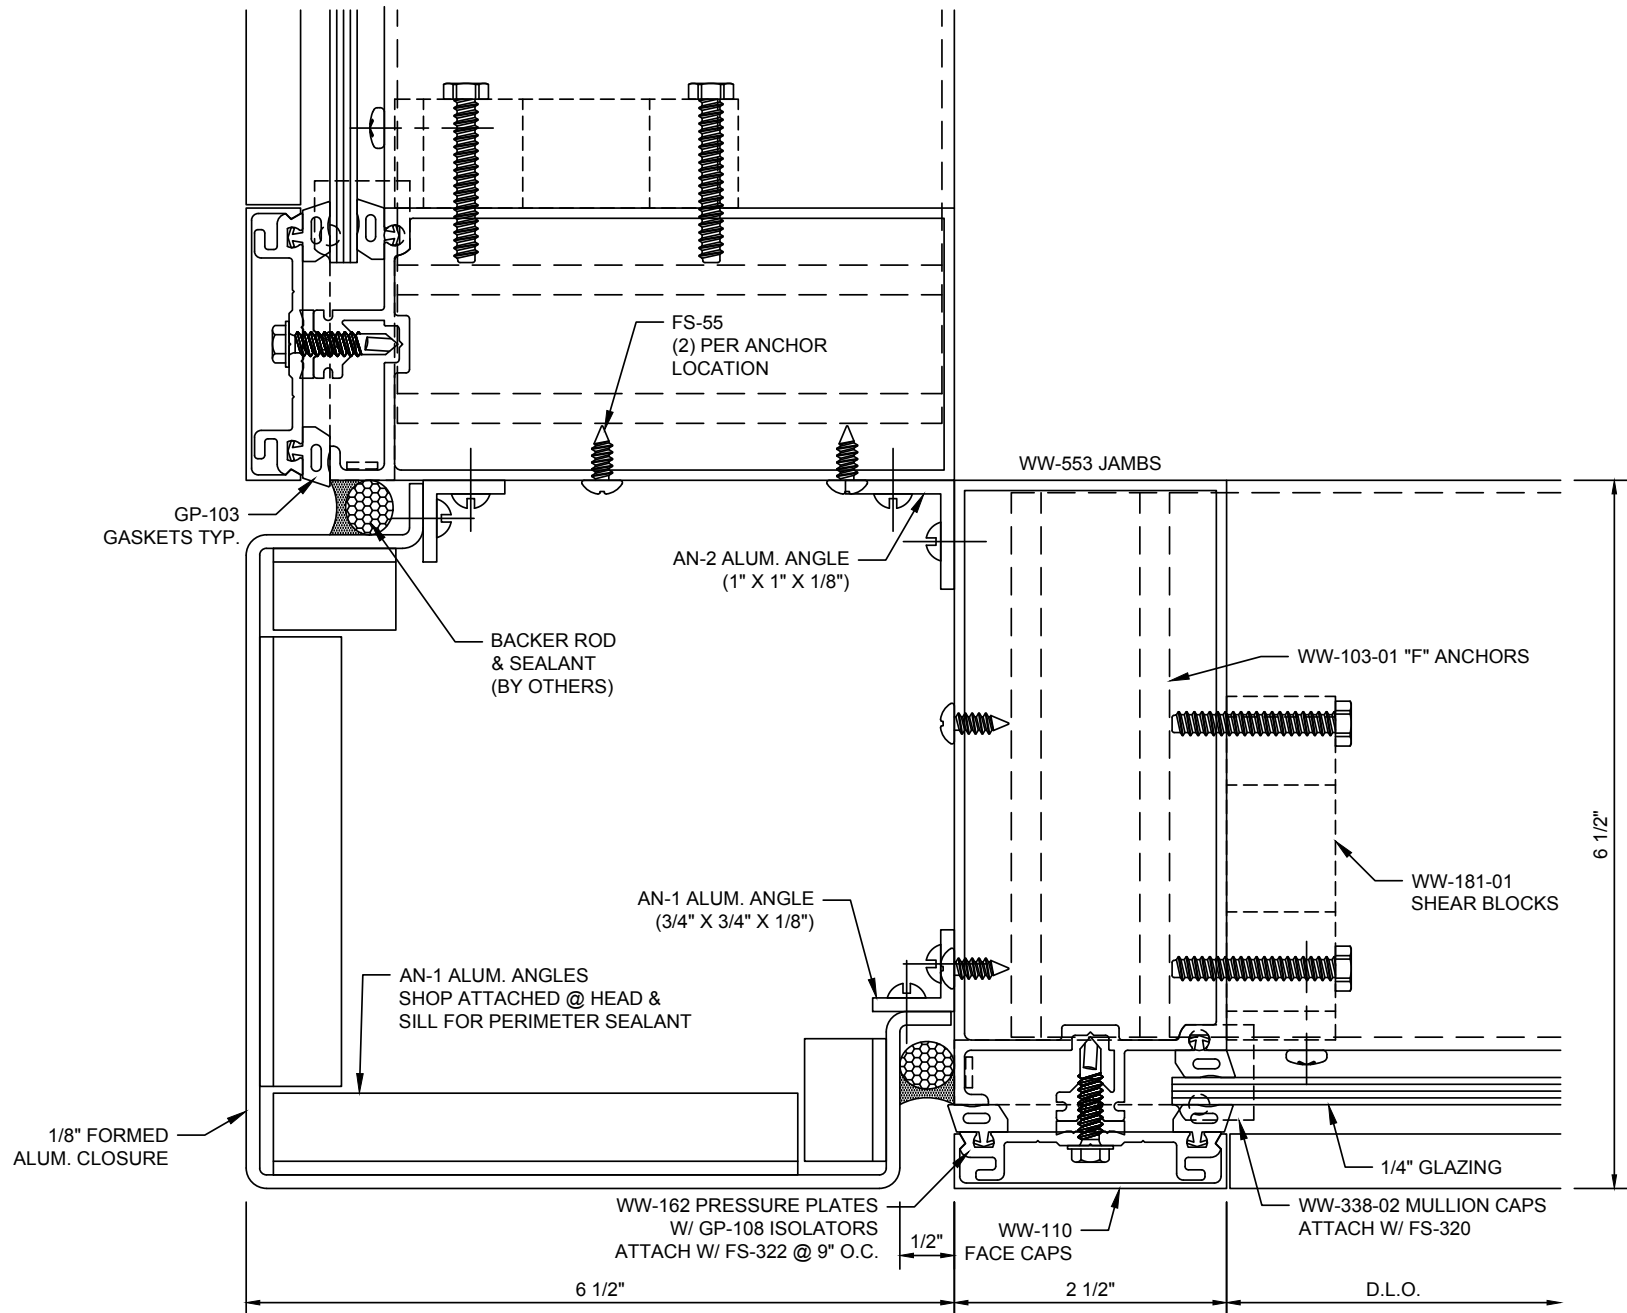 FS-55
(2) PER ANCHOR
LOCATION
WW-553 JAMBS
GP-103
GASKETS TYP.
AN-2 ALUM. ANGLE
(1" X 1" X 1/8")
BACKER ROD
& SEALANT
(BY OTHERS)
WW-103-01 "F" ANCHORS
6 1/2"
WW-181-01
SHEAR BLOCKS
AN-1 ALUM. ANGLE
(3/4" X 3/4" X 1/8")
AN-1 ALUM. ANGLES
SHOP ATTACHED @ HEAD &
SILL FOR PERIMETER SEALANT
1/8" FORMED
ALUM. CLOSURE
1/4" GLAZING
WW-162 PRESSURE PLATES
W/ GP-108 ISOLATORS
ATTACH W/ FS-322 @ 9" O.C.
1/2"
WW-110
FACE CAPS
WW-338-02 MULLION CAPS
ATTACH W/ FS-320
6 1/2"
2 1/2"
D.L.O.